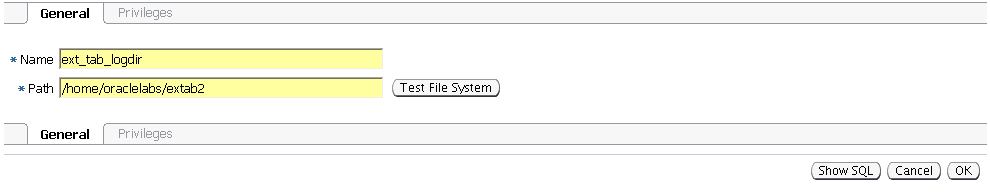 General Privileges
* Name ext_tab_logdir
* Path /home/oraclelabs/extab2 Test File System
General Privileges
Show SQL Cancel OK